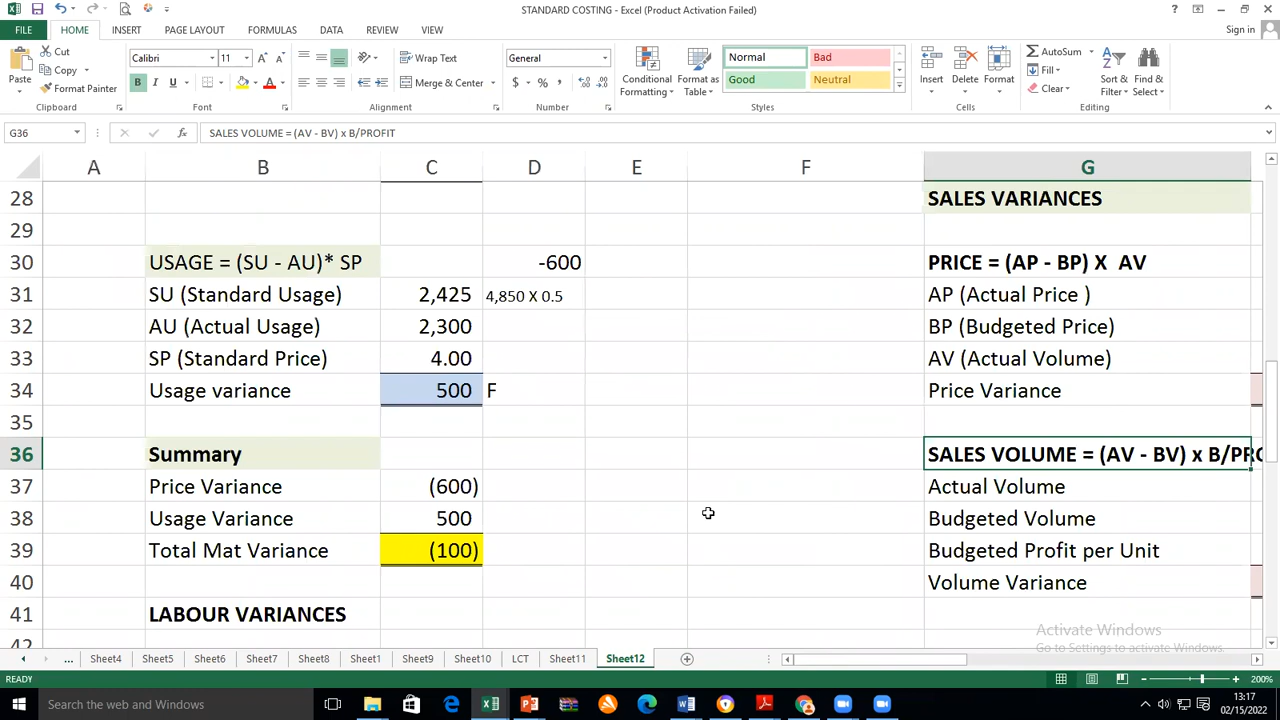 STANDARD COSTING - Excel (Product Activation Failed)
FILE HOME INSERT PAGE LAYOUT FORMULAS DATA REVIEW VIEW Sign in
Paste Cut Copy Format Painter Clipboard
Calibri 11 B I U A Font
Wrap Text Merge & Center Alignment
General $ % , Number
Conditional Formatting Format as Table Normal Bad Good Neutral Styles
Insert Delete Format Cells
AutoSum Fill Clear Sort & Filter Find & Select Editing
G36 fx SALES VOLUME = (AV - BV) x B/PROFIT
A B C D E F G
28 SALES VARIANCES
29
30 USAGE = (SU - AU)* SP -600 PRICE = (AP - BP) X AV
31 SU (Standard Usage) 2,425 4,850 X 0.5 AP (Actual Price )
32 AU (Actual Usage) 2,300 BP (Budgeted Price)
33 SP (Standard Price) 4.00 AV (Actual Volume)
34 Usage variance 500 F Price Variance
35
36 Summary SALES VOLUME = (AV - BV) x B/PRO
37 Price Variance (600) Actual Volume
38 Usage Variance 500 Budgeted Volume
39 Total Mat Variance (100) Budgeted Profit per Unit
40 Volume Variance
41 LABOUR VARIANCES
42
Activate Windows
Go to Settings to activate Windows.
... Sheet4 Sheet5 Sheet6 Sheet7 Sheet8 Sheet1 Sheet9 Sheet10 LCT Sheet11 Sheet12
READY 200%
Search the web and Windows 13:17
02/15/2022